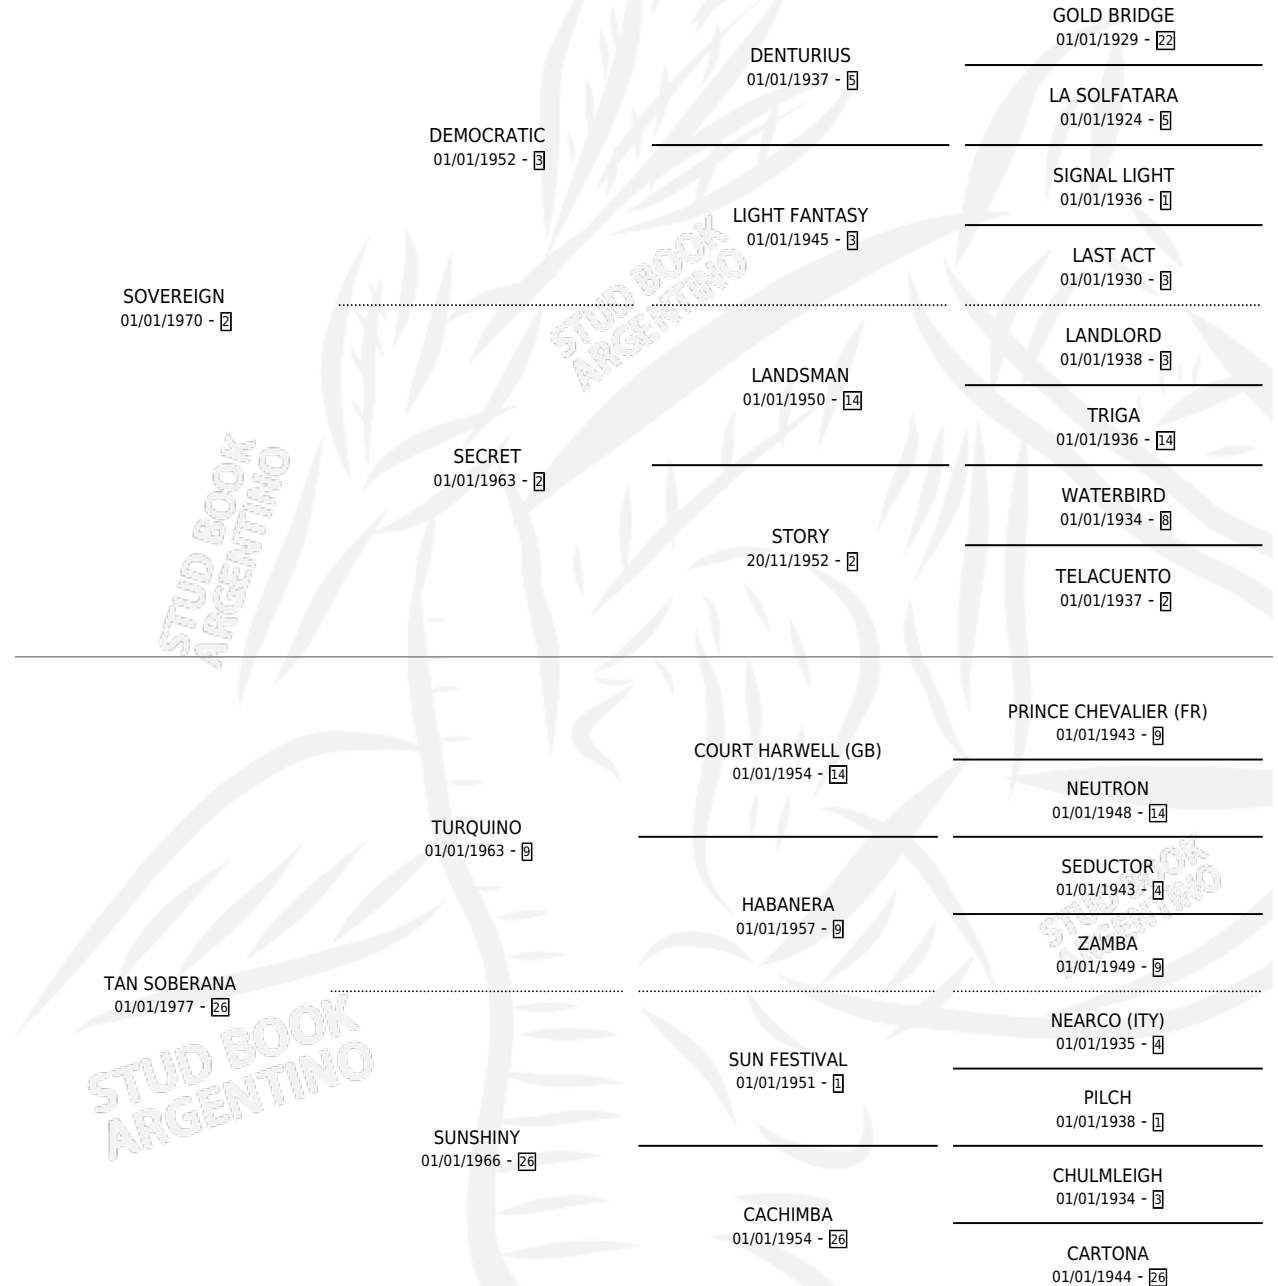 GOLD BRIDGE
01/01/1929 - 22
DENTURIUS
01/01/1937 - 5
LA SOLFATARA
01/01/1924 - 5
DEMOCRATIC
01/01/1952 - 3
SIGNAL LIGHT
01/01/1936 - 1
LIGHT FANTASY
01/01/1945 - 3
LAST ACT
01/01/1930 - 3
SOVEREIGN
01/01/1970 - 2
LANDLORD
01/01/1938 - 3
LANDSMAN
01/01/1950 - 14
TRIGA
01/01/1936 - 14
SECRET
01/01/1963 - 2
WATERBIRD
01/01/1934 - 8
STORY
20/11/1952 - 2
TELACUENTO
01/01/1937 - 2
PRINCE CHEVALIER (FR)
01/01/1943 - 9
COURT HARWELL (GB)
01/01/1954 - 14
NEUTRON
01/01/1948 - 14
TURQUINO
01/01/1963 - 9
SEDUCTOR
01/01/1943 - 4
HABANERA
01/01/1957 - 9
ZAMBA
01/01/1949 - 9
TAN SOBERANA
01/01/1977 - 26
NEARCO (ITY)
01/01/1935 - 4
SUN FESTIVAL
01/01/1951 - 1
PILCH
01/01/1938 - 1
SUNSHINY
01/01/1966 - 26
CHULMLEIGH
01/01/1934 - 3
CACHIMBA
01/01/1954 - 26
CARTONA
01/01/1944 - 26
STUD BOOK
ARGENTINO
STUD BOOK
ARGENTINO
STUD BOOK
ARGENTINO
STUD BOOK
ARGENTINO